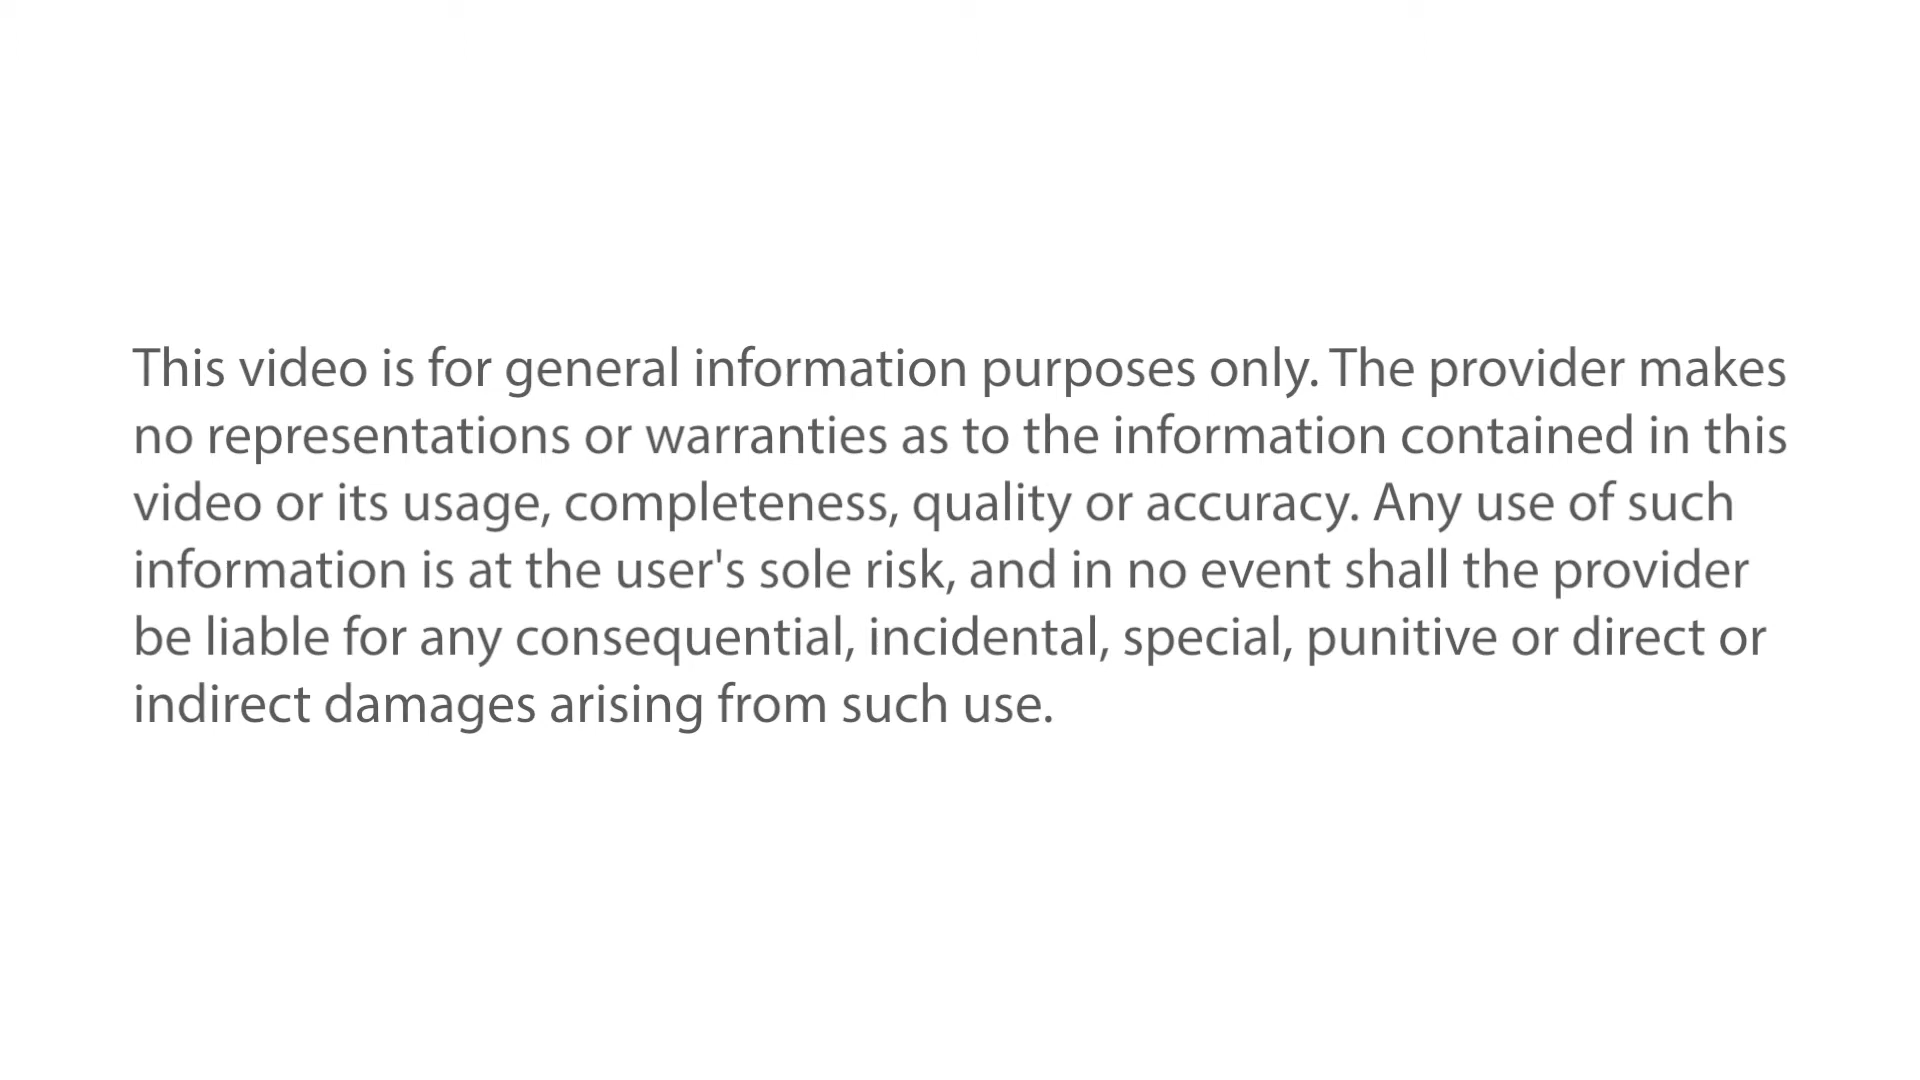 This video is for general information purposes only. The provider makes
no representations or warranties as to the information contained in this
video or its usage, completeness, quality or accuracy. Any use of such
information is at the user's sole risk, and in no event shall the provider
be liable for any consequential, incidental, special, punitive or direct or
indirect damages arising from such use.